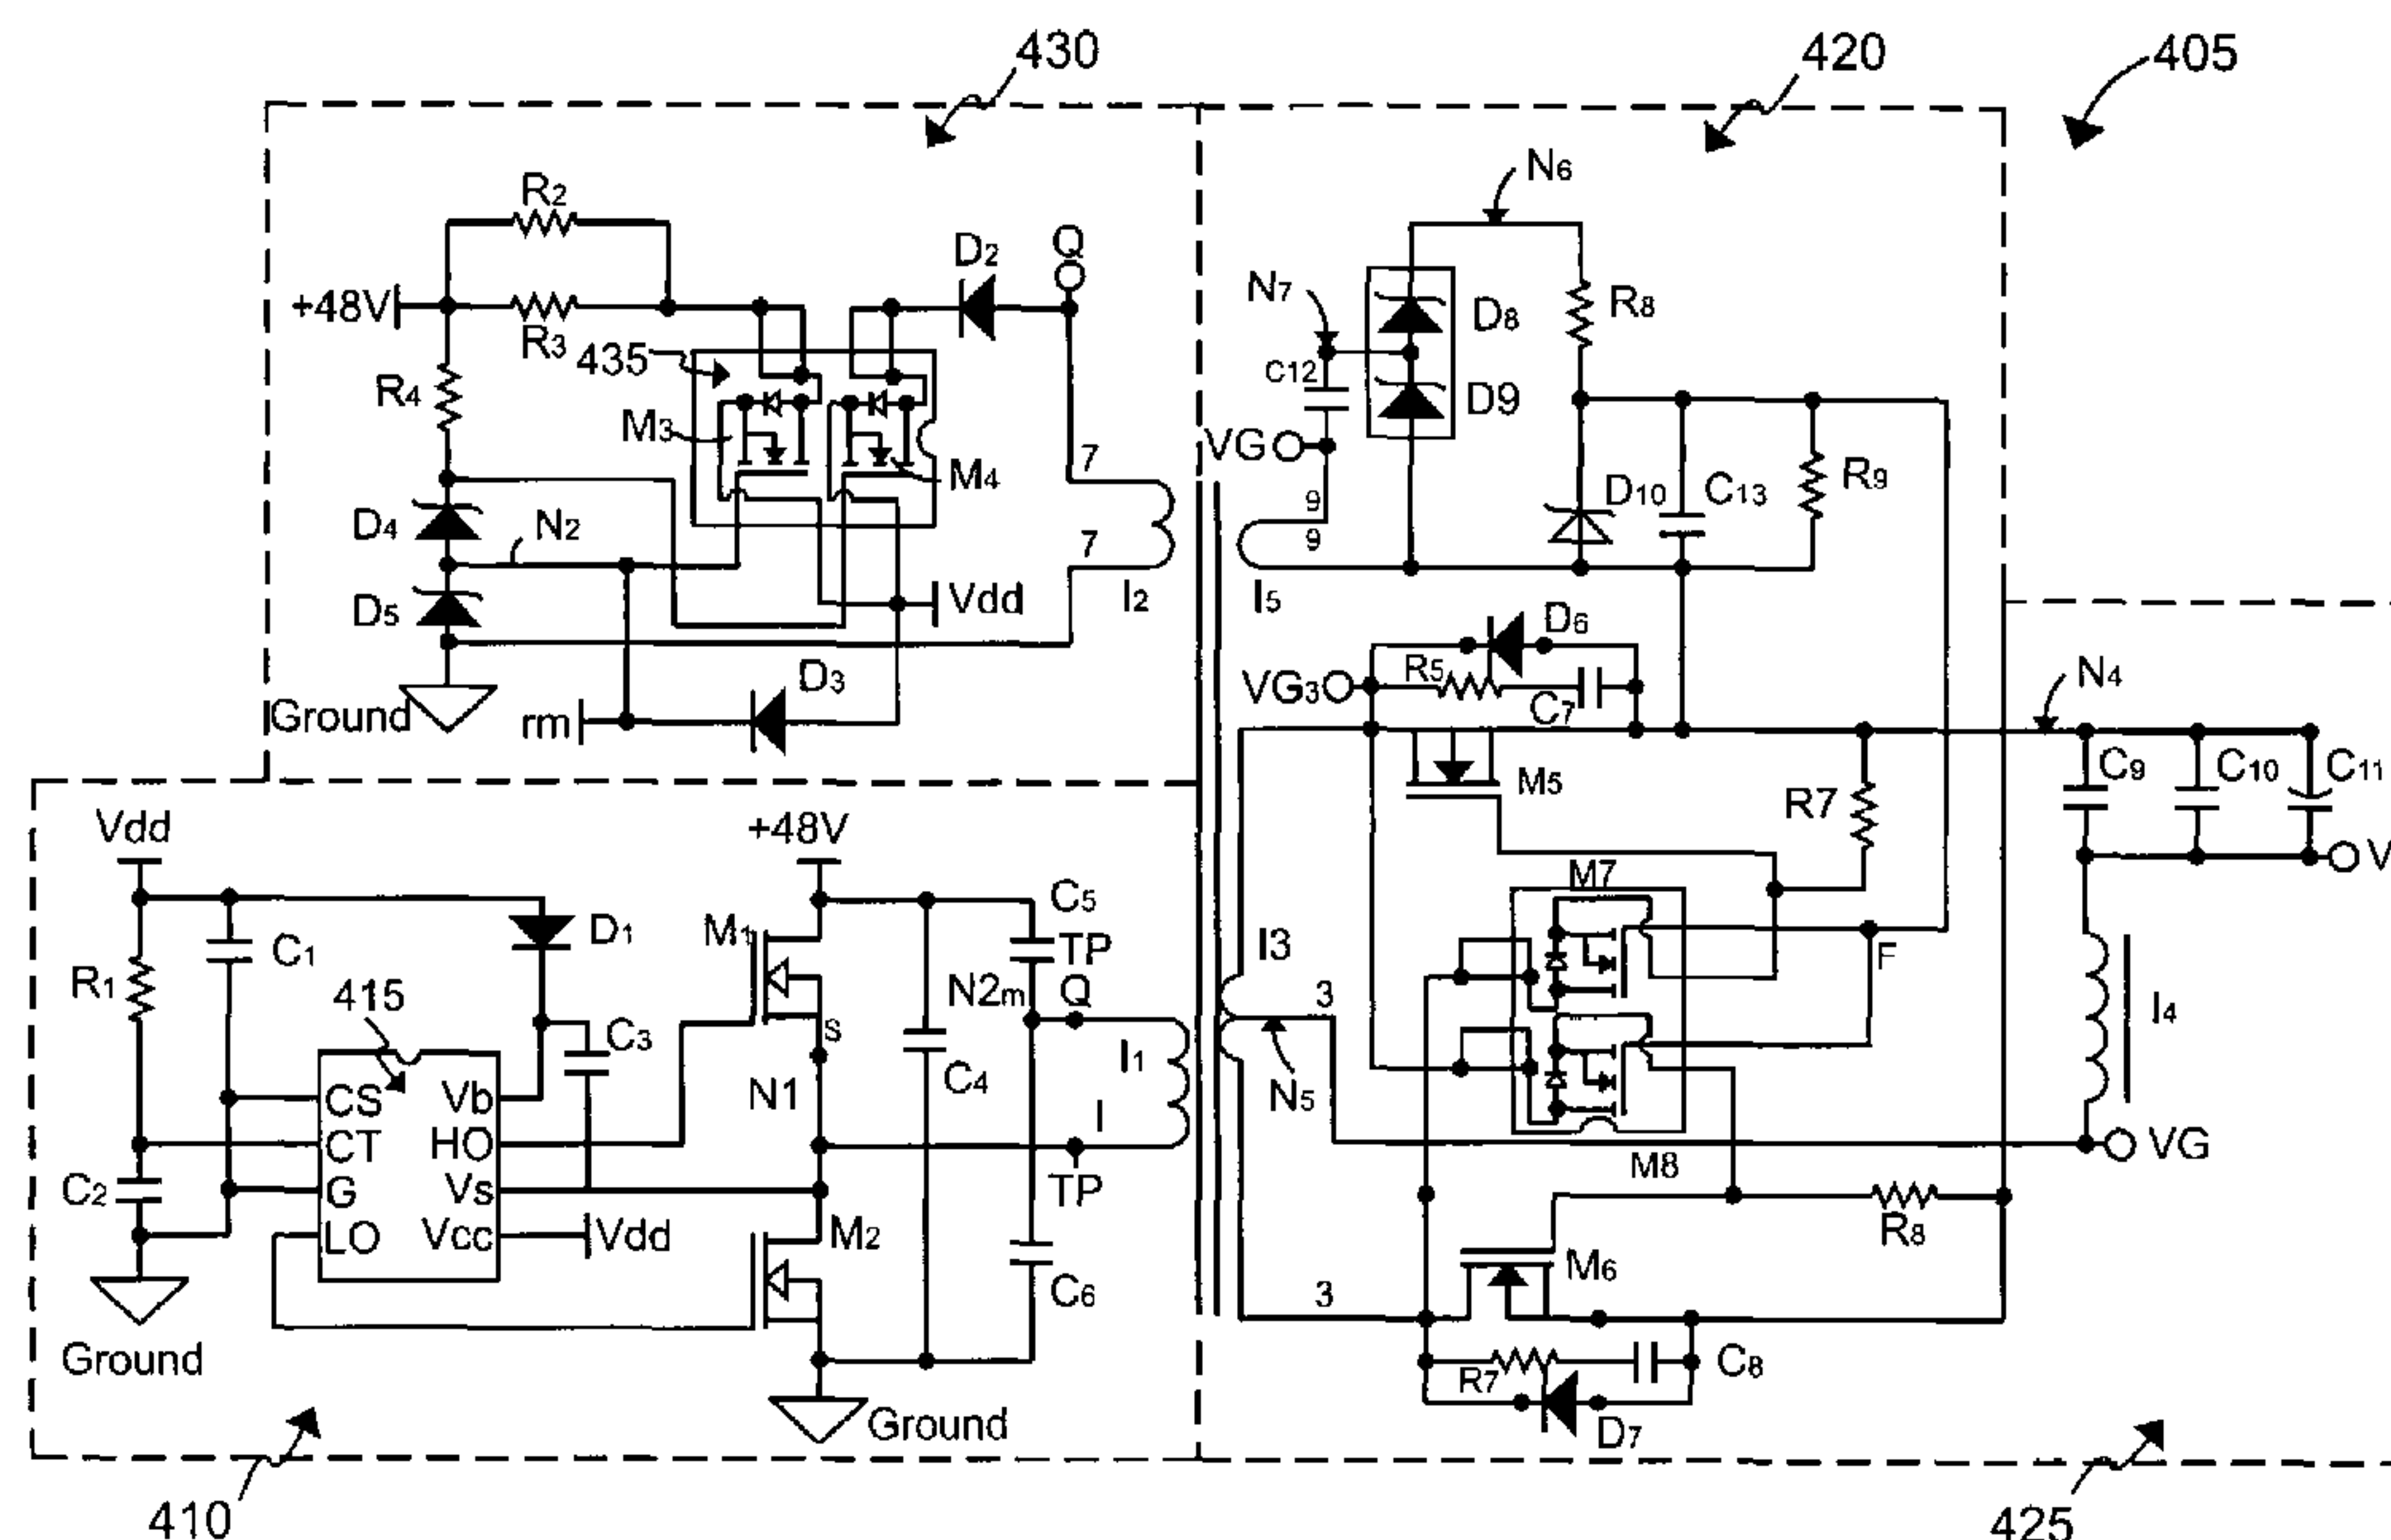 430
420
405
R2
N6
D2
Q
+48V
R3
435
N7
D8
R8
R4
C12
D9
M3
VG
7
M4
9
D10
C13
R9
D4
N2
7
9
D5
Vdd
I2
I5
D6
D3
VG3
R5
C7
N4
Ground
rm
C9
C10
C11
M5
R7
Vdd
+48V
V
C5
M7
D1
M1
TP
C1
F
I3
R1
415
N2m
Q
3
S
C3
I4
I1
C4
N1
N5
CS
Vb
I
CT
HO
VG
M8
C2
G
Vs
TP
LO
Vcc
Vdd
M2
R8
M6
C6
3
Ground
R7
C8
Ground
D7
410
425